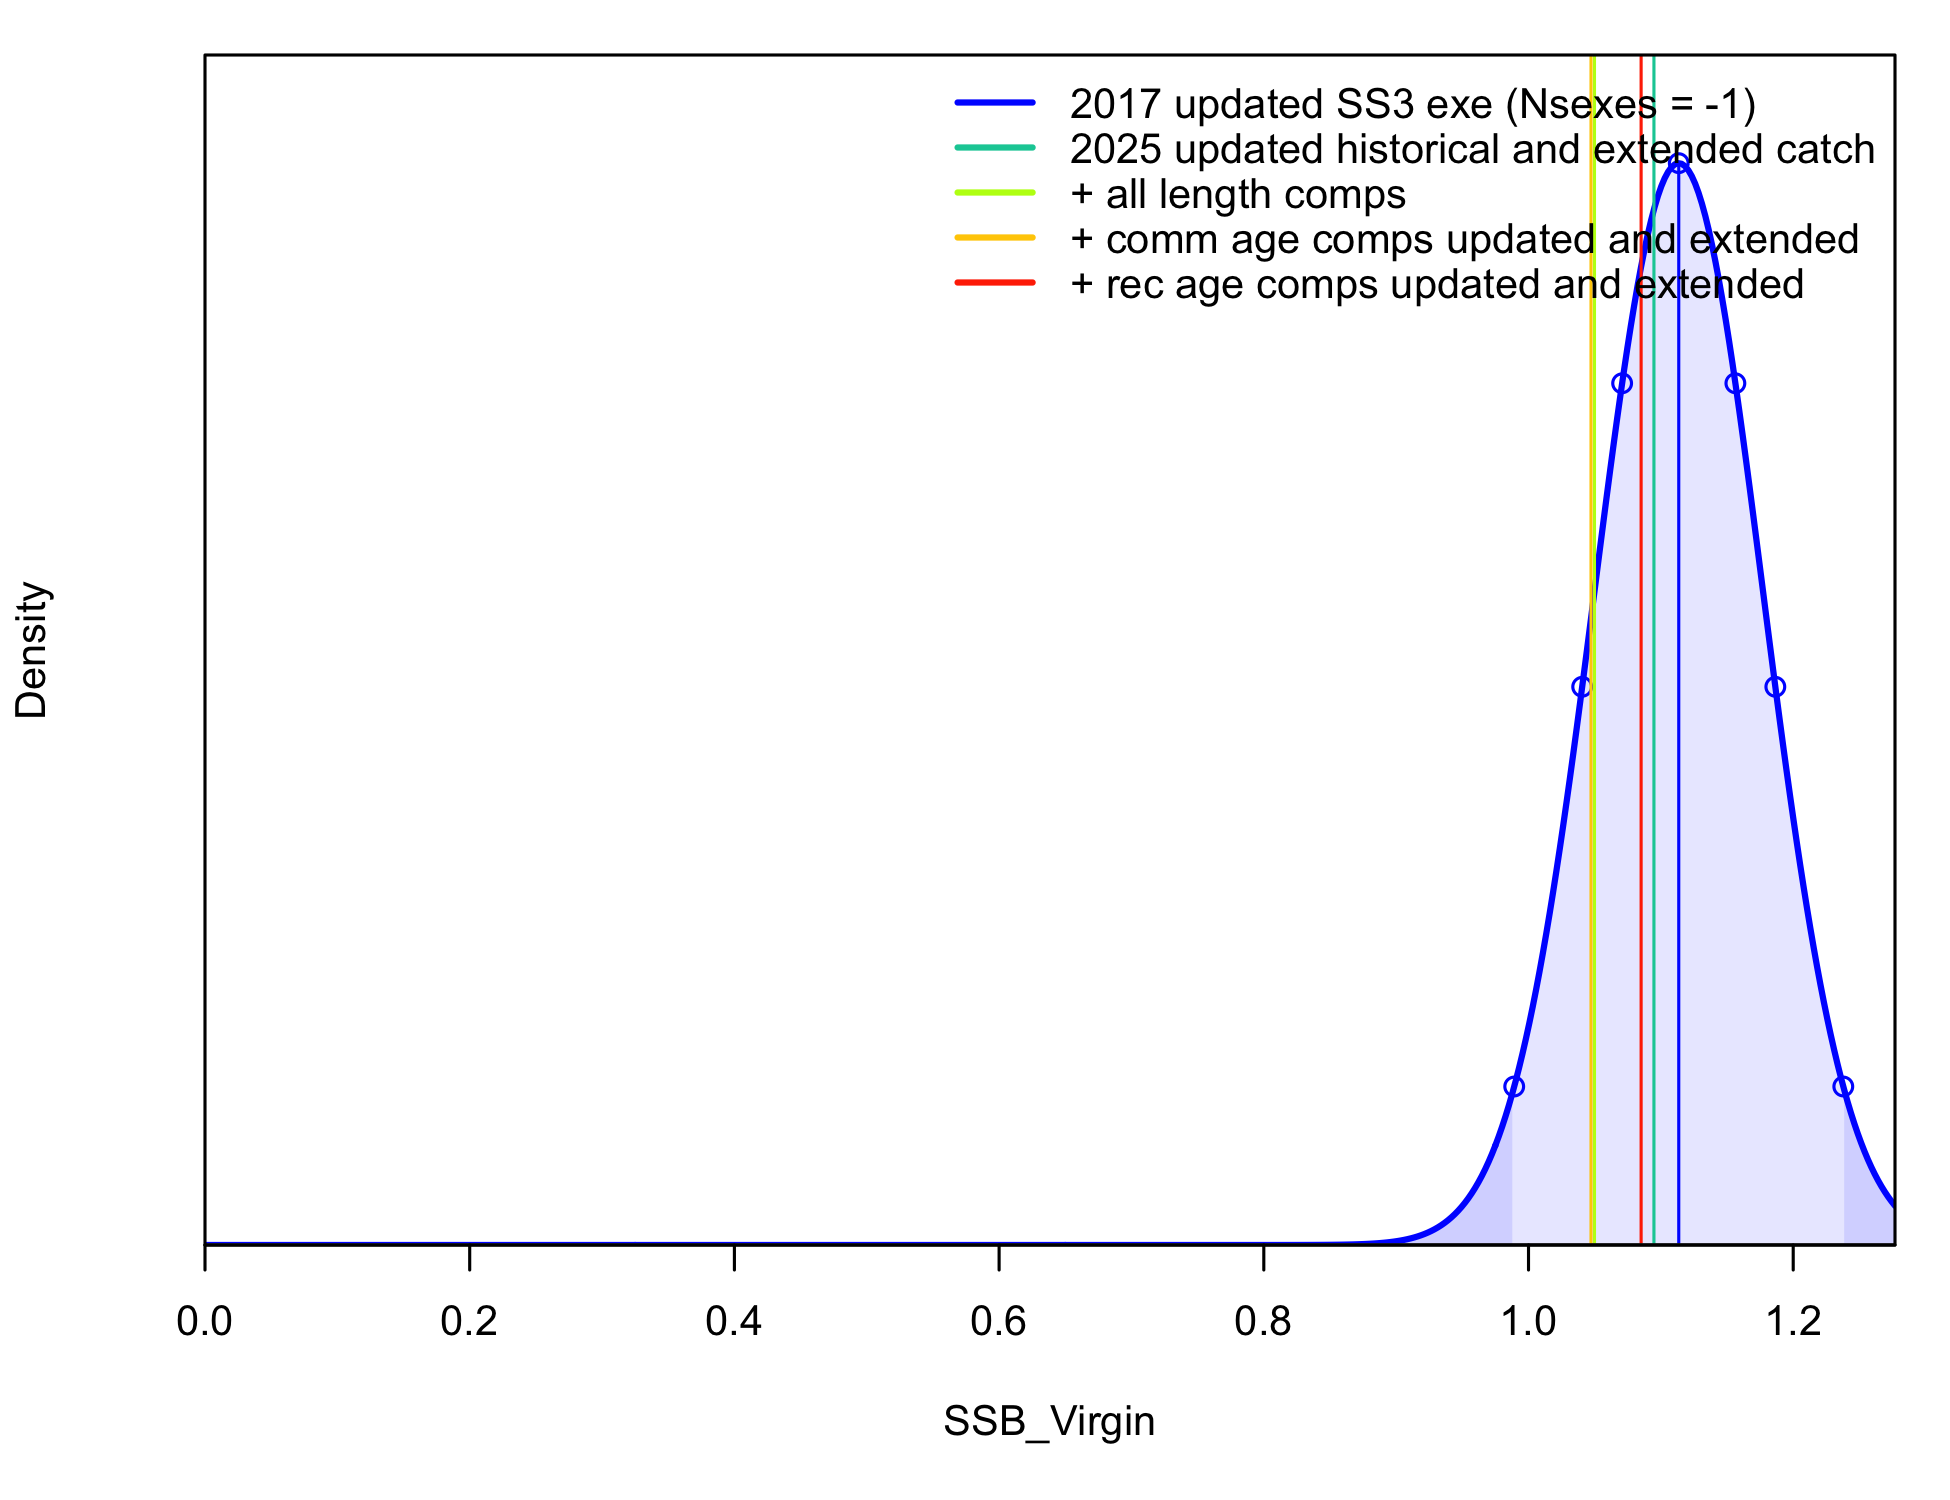 2017 updated SS3 exe (Nsexes = -1)
2025 updated historical and extended catch
+ all length comps
+ comm age comps updated and extended
+ rec age comps updated and extended
Density
0.0 0.2 0.4 0.6 0.8 1.0 1.2
SSB_Virgin